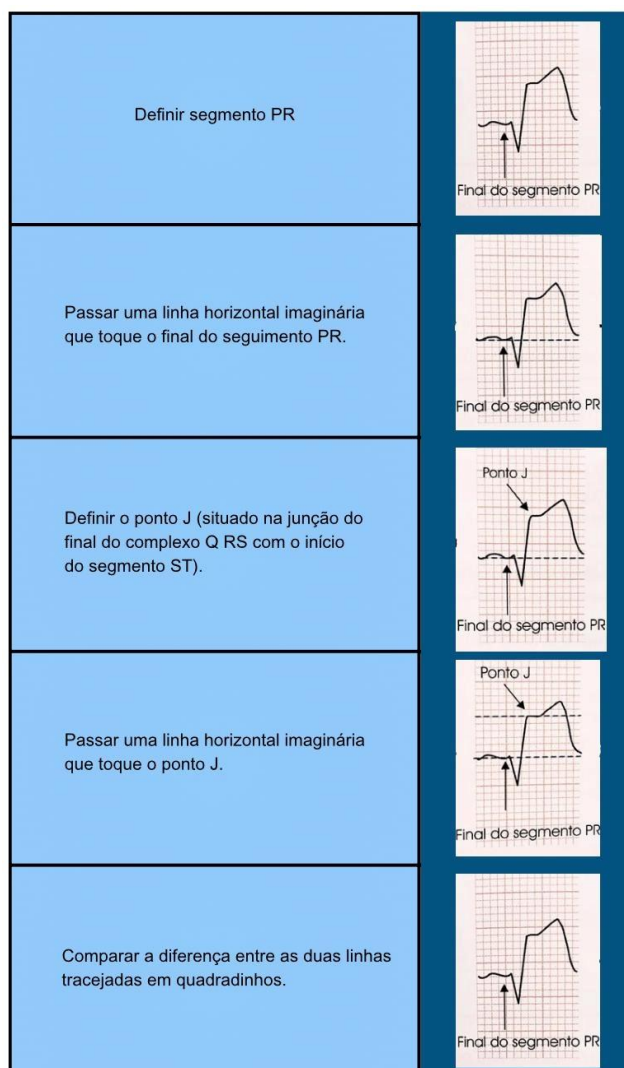 Definir segmento PR
Final do segmento PR
Passar uma linha horizontal imaginária
que toque o final do seguimento PR.
Final do segmento PR
Definir o ponto J (situado na junção do
final do complexo Q RS com o início
do segmento ST).
Ponto J
Final do segmento PR
Passar uma linha horizontal imaginária
que toque o ponto J.
Ponto J
Final do segmento PR
Comparar a diferença entre as duas linhas
tracejadas em quadradinhos.
Final do segmento PR